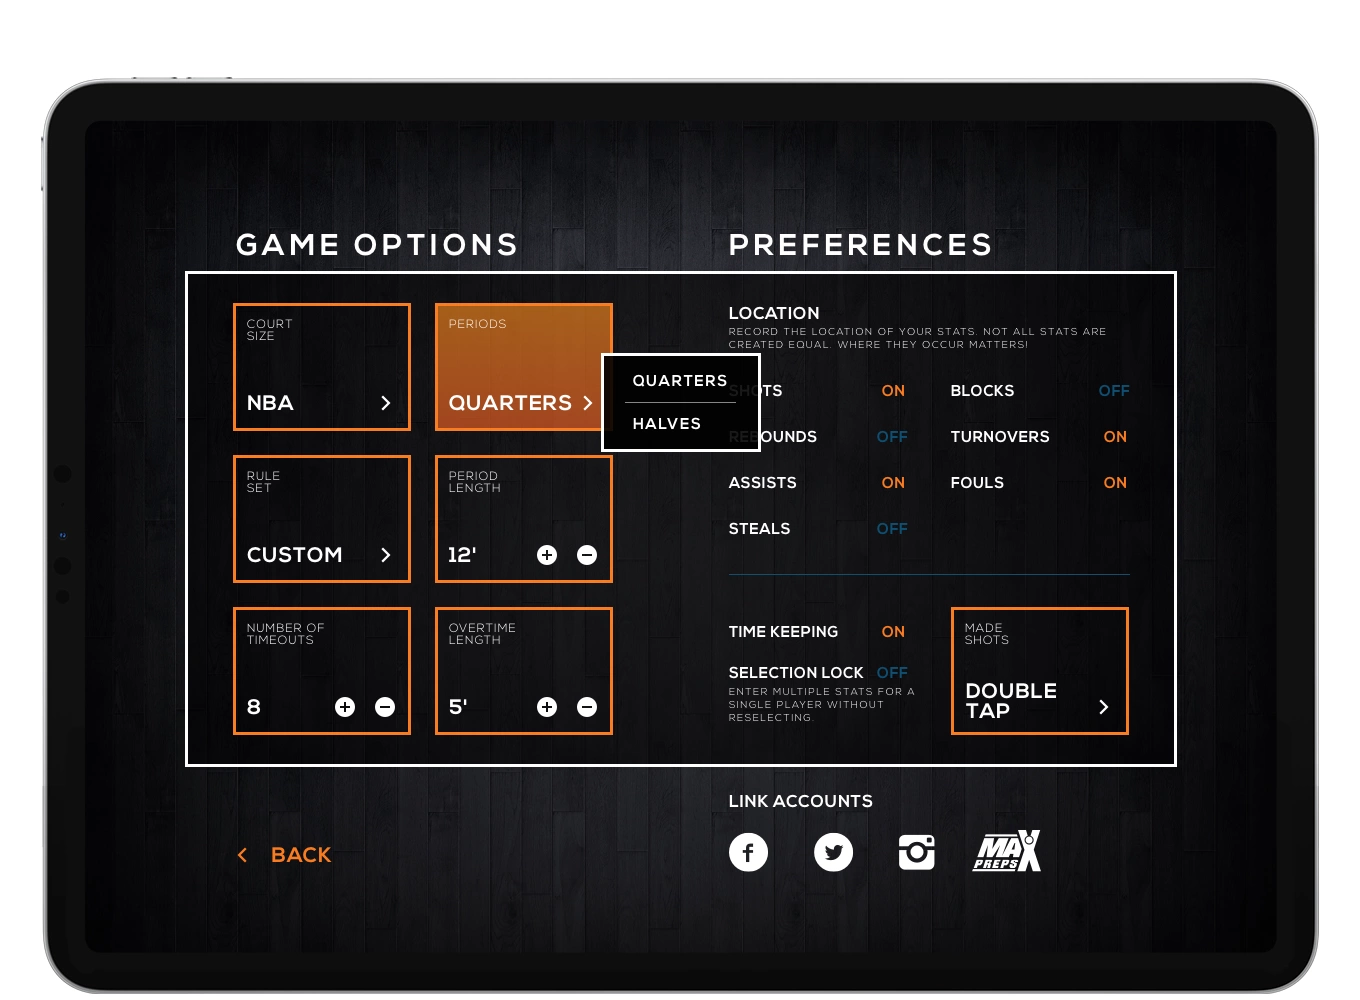 GAME OPTIONS
COURT
SIZE
NBA
PERIODS
QUARTERS
QUARTERS
HALVES
RULE
SET
CUSTOM
PERIOD
LENGTH
12'
NUMBER OF
TIMEOUTS
8
OVERTIME
LENGTH
5'
BACK
PREFERENCES
LOCATION
RECORD THE LOCATION OF YOUR STATS. NOT ALL STATS ARE
CREATED EQUAL. WHERE THEY OCCUR MATTERS!
SHOTS ON BLOCKS OFF
REBOUNDS OFF TURNOVERS ON
ASSISTS ON FOULS ON
STEALS OFF
TIME KEEPING ON
SELECTION LOCK OFF
ENTER MULTIPLE STATS FOR A
SINGLE PLAYER WITHOUT
RESELECTING.
MADE
SHOTS
DOUBLE
TAP
LINK ACCOUNTS
MAX
PREPS